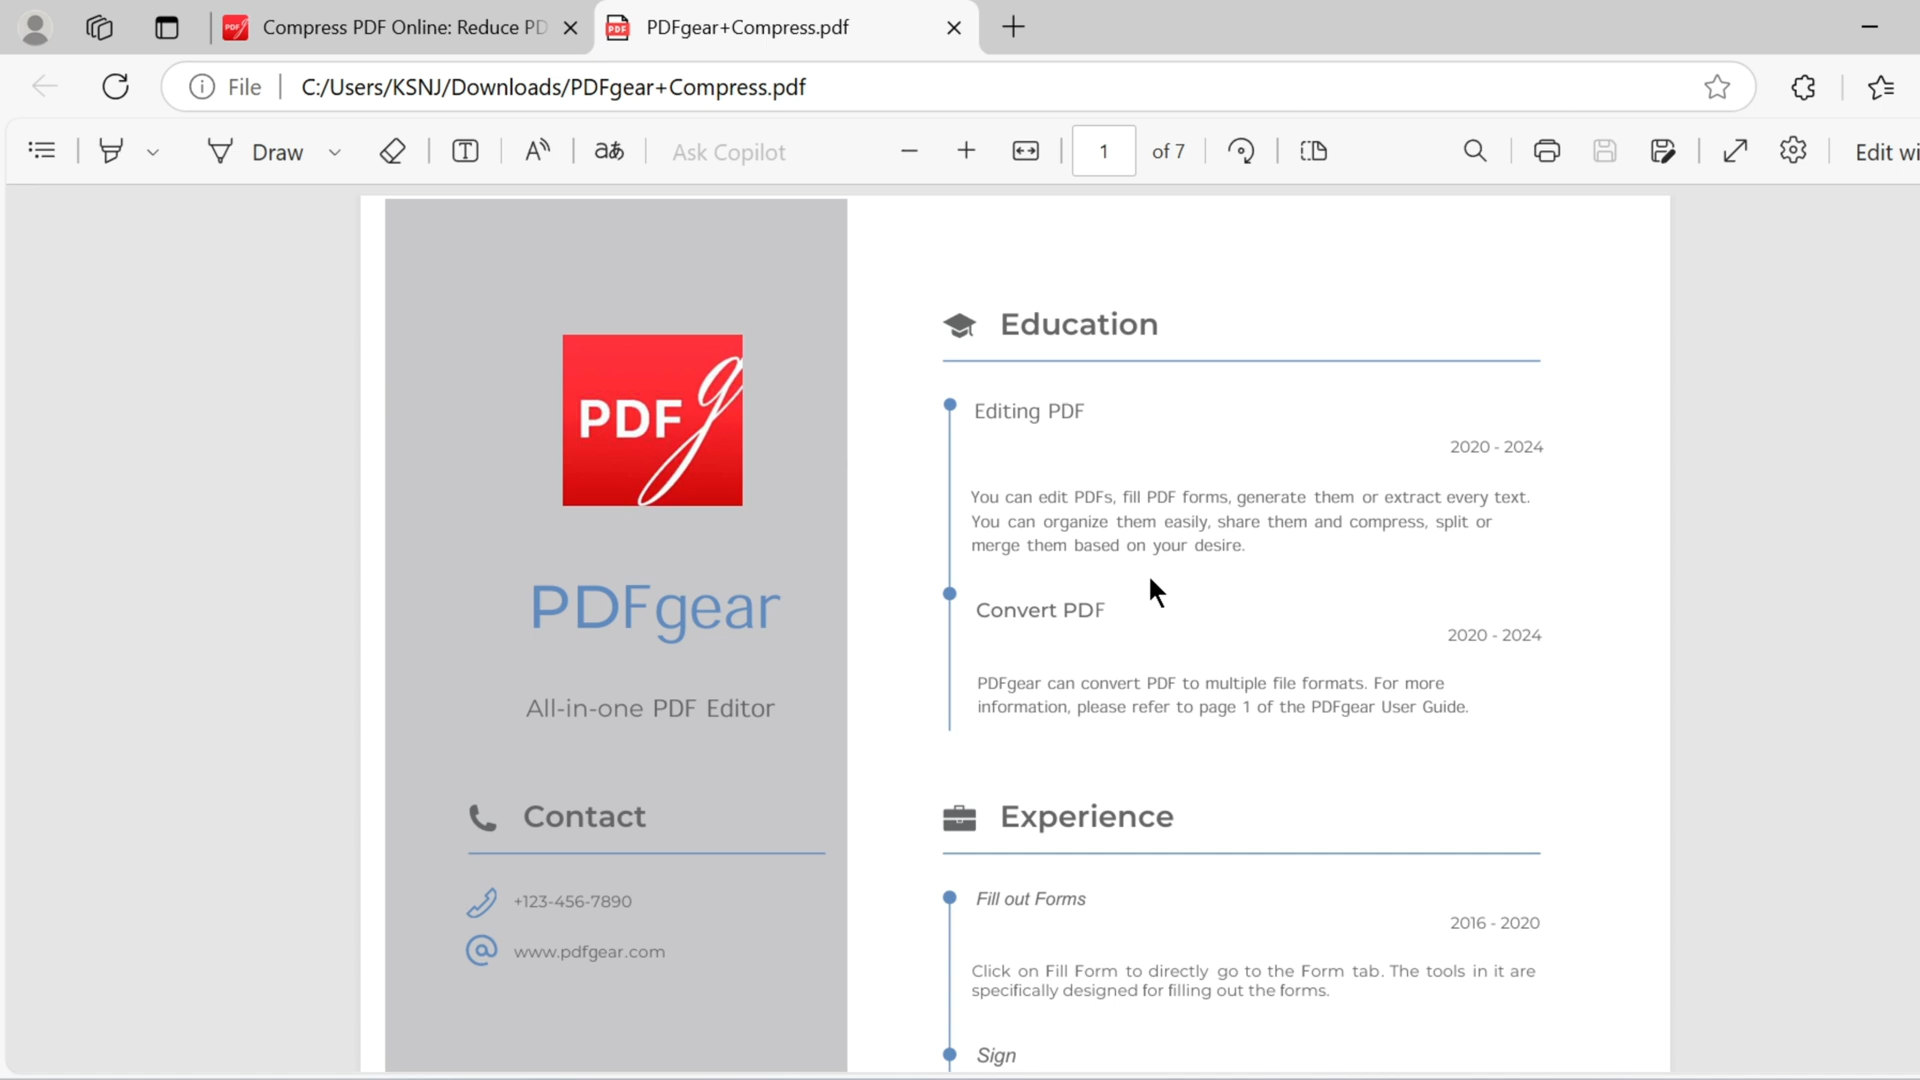 Compress PDF Online: Reduce PD
PDFgear+Compress.pdf
File
C:/Users/KSNJ/Downloads/PDFgear+Compress.pdf
Draw
aあ
Ask Copilot
1
of 7
Edit wi
PDFg
PDFgear
All-in-one PDF Editor
Contact
+123-456-7890
www.pdfgear.com
Education
Editing PDF
2020 - 2024
You can edit PDFs, fill PDF forms, generate them or extract every text.
You can organize them easily, share them and compress, split or
merge them based on your desire.
Convert PDF
2020 - 2024
PDFgear can convert PDF to multiple file formats. For more
information, please refer to page 1 of the PDFgear User Guide.
Experience
Fill out Forms
2016 - 2020
Click on Fill Form to directly go to the Form tab. The tools in it are
specifically designed for filling out the forms.
Sign